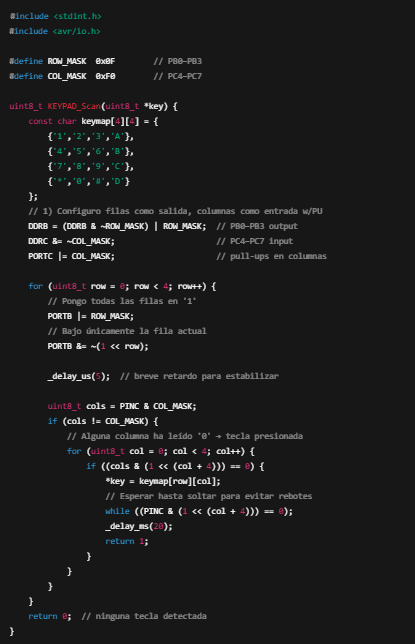 #include <stdint.h>
#include <avr/io.h>

#define ROW_MASK  0x0F        // PB0–PB3
#define COL_MASK  0xF0        // PC4–PC7

uint8_t KEYPAD_Scan(uint8_t *key) {
    const char keymap[4][4] = {
        {'1','2','3','A'},
        {'4','5','6','B'},
        {'7','8','9','C'},
        {'*','0','#','D'}
    };
    // 1) Configuro filas como salida, columnas como entrada w/PU
    DDRB = (DDRB & ~ROW_MASK) | ROW_MASK;  // PB0–PB3 output
    DDRC &= ~COL_MASK;                     // PC4–PC7 input
    PORTC |= COL_MASK;                     // pull-ups en columnas

    for (uint8_t row = 0; row < 4; row++) {
        // Pongo todas las filas en '1'
        PORTB |= ROW_MASK;
        // Bajo únicamente la fila actual
        PORTB &= ~(1 << row);

        _delay_us(5);  // breve retardo para estabilizar

        uint8_t cols = PINC & COL_MASK;
        if (cols != COL_MASK) {
            // Alguna columna ha leído '0' → tecla presionada
            for (uint8_t col = 0; col < 4; col++) {
                if ((cols & (1 << (col + 4))) == 0) {
                    *key = keymap[row][col];
                    // Esperar hasta soltar para evitar rebotes
                    while ((PINC & (1 << (col + 4))) == 0);
                    _delay_ms(20);
                    return 1;
                }
            }
        }
    }
    return 0;  // ninguna tecla detectada
}